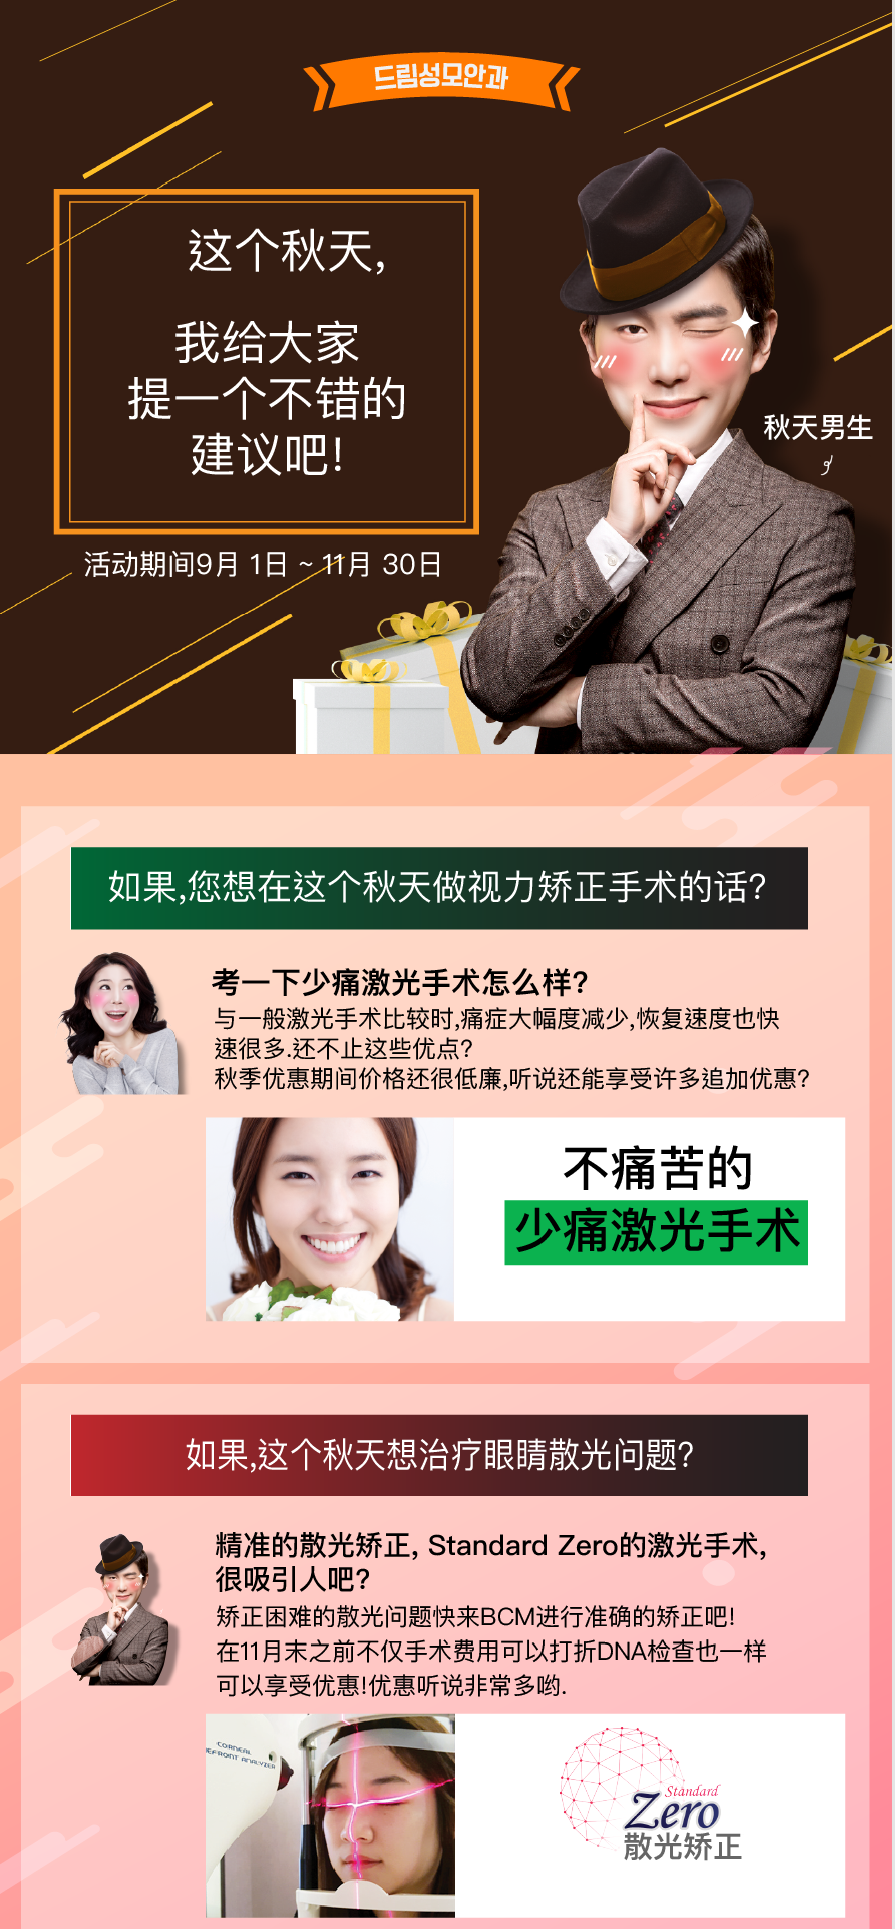 드림성모안과
这个秋天,
我给大家
提一个不错的
建议吧!
秋天男生
活动期间9月 1日 ~ 11月 30日
如果,您想在这个秋天做视力矫正手术的话?
考一下少痛激光手术怎么样?
与一般激光手术比较时,痛症大幅度减少,恢复速度也快
速很多.还不止这些优点?
秋季优惠期间价格还很低廉,听说还能享受许多追加优惠?
不痛苦的
少痛激光手术
如果,这个秋天想治疗眼睛散光问题?
精准的散光矫正, Standard Zero的激光手术,
很吸引人吧?
矫正困难的散光问题快来BCM进行准确的矫正吧!
在11月末之前不仅手术费用可以打折DNA检查也一样
可以享受优惠!优惠听说非常多哟.
CORNEAL
EFRONT ANALYZER
Standard
Zero
散光矫正